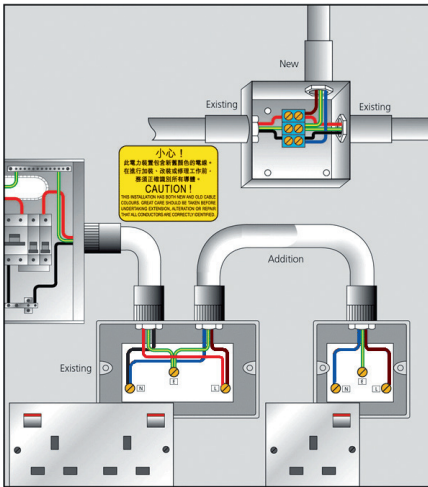 New
Existing
Existing
小心！
此電力裝置包含新舊顏色的電線。
在進行加裝、改裝或修理工作前，
務須正確識別所有導體。
CAUTION !
THIS INSTALLATION HAS BOTH NEW AND OLD CABLE
COLOURS. GREAT CARE SHOULD BE TAKEN BEFORE
UNDERTAKING EXTENSION, ALTERATION OR REPAIR
THAT ALL CONDUCTORS ARE CORRECTLY IDENTIFIED.
Addition
Existing
N
E
L
N
E
L